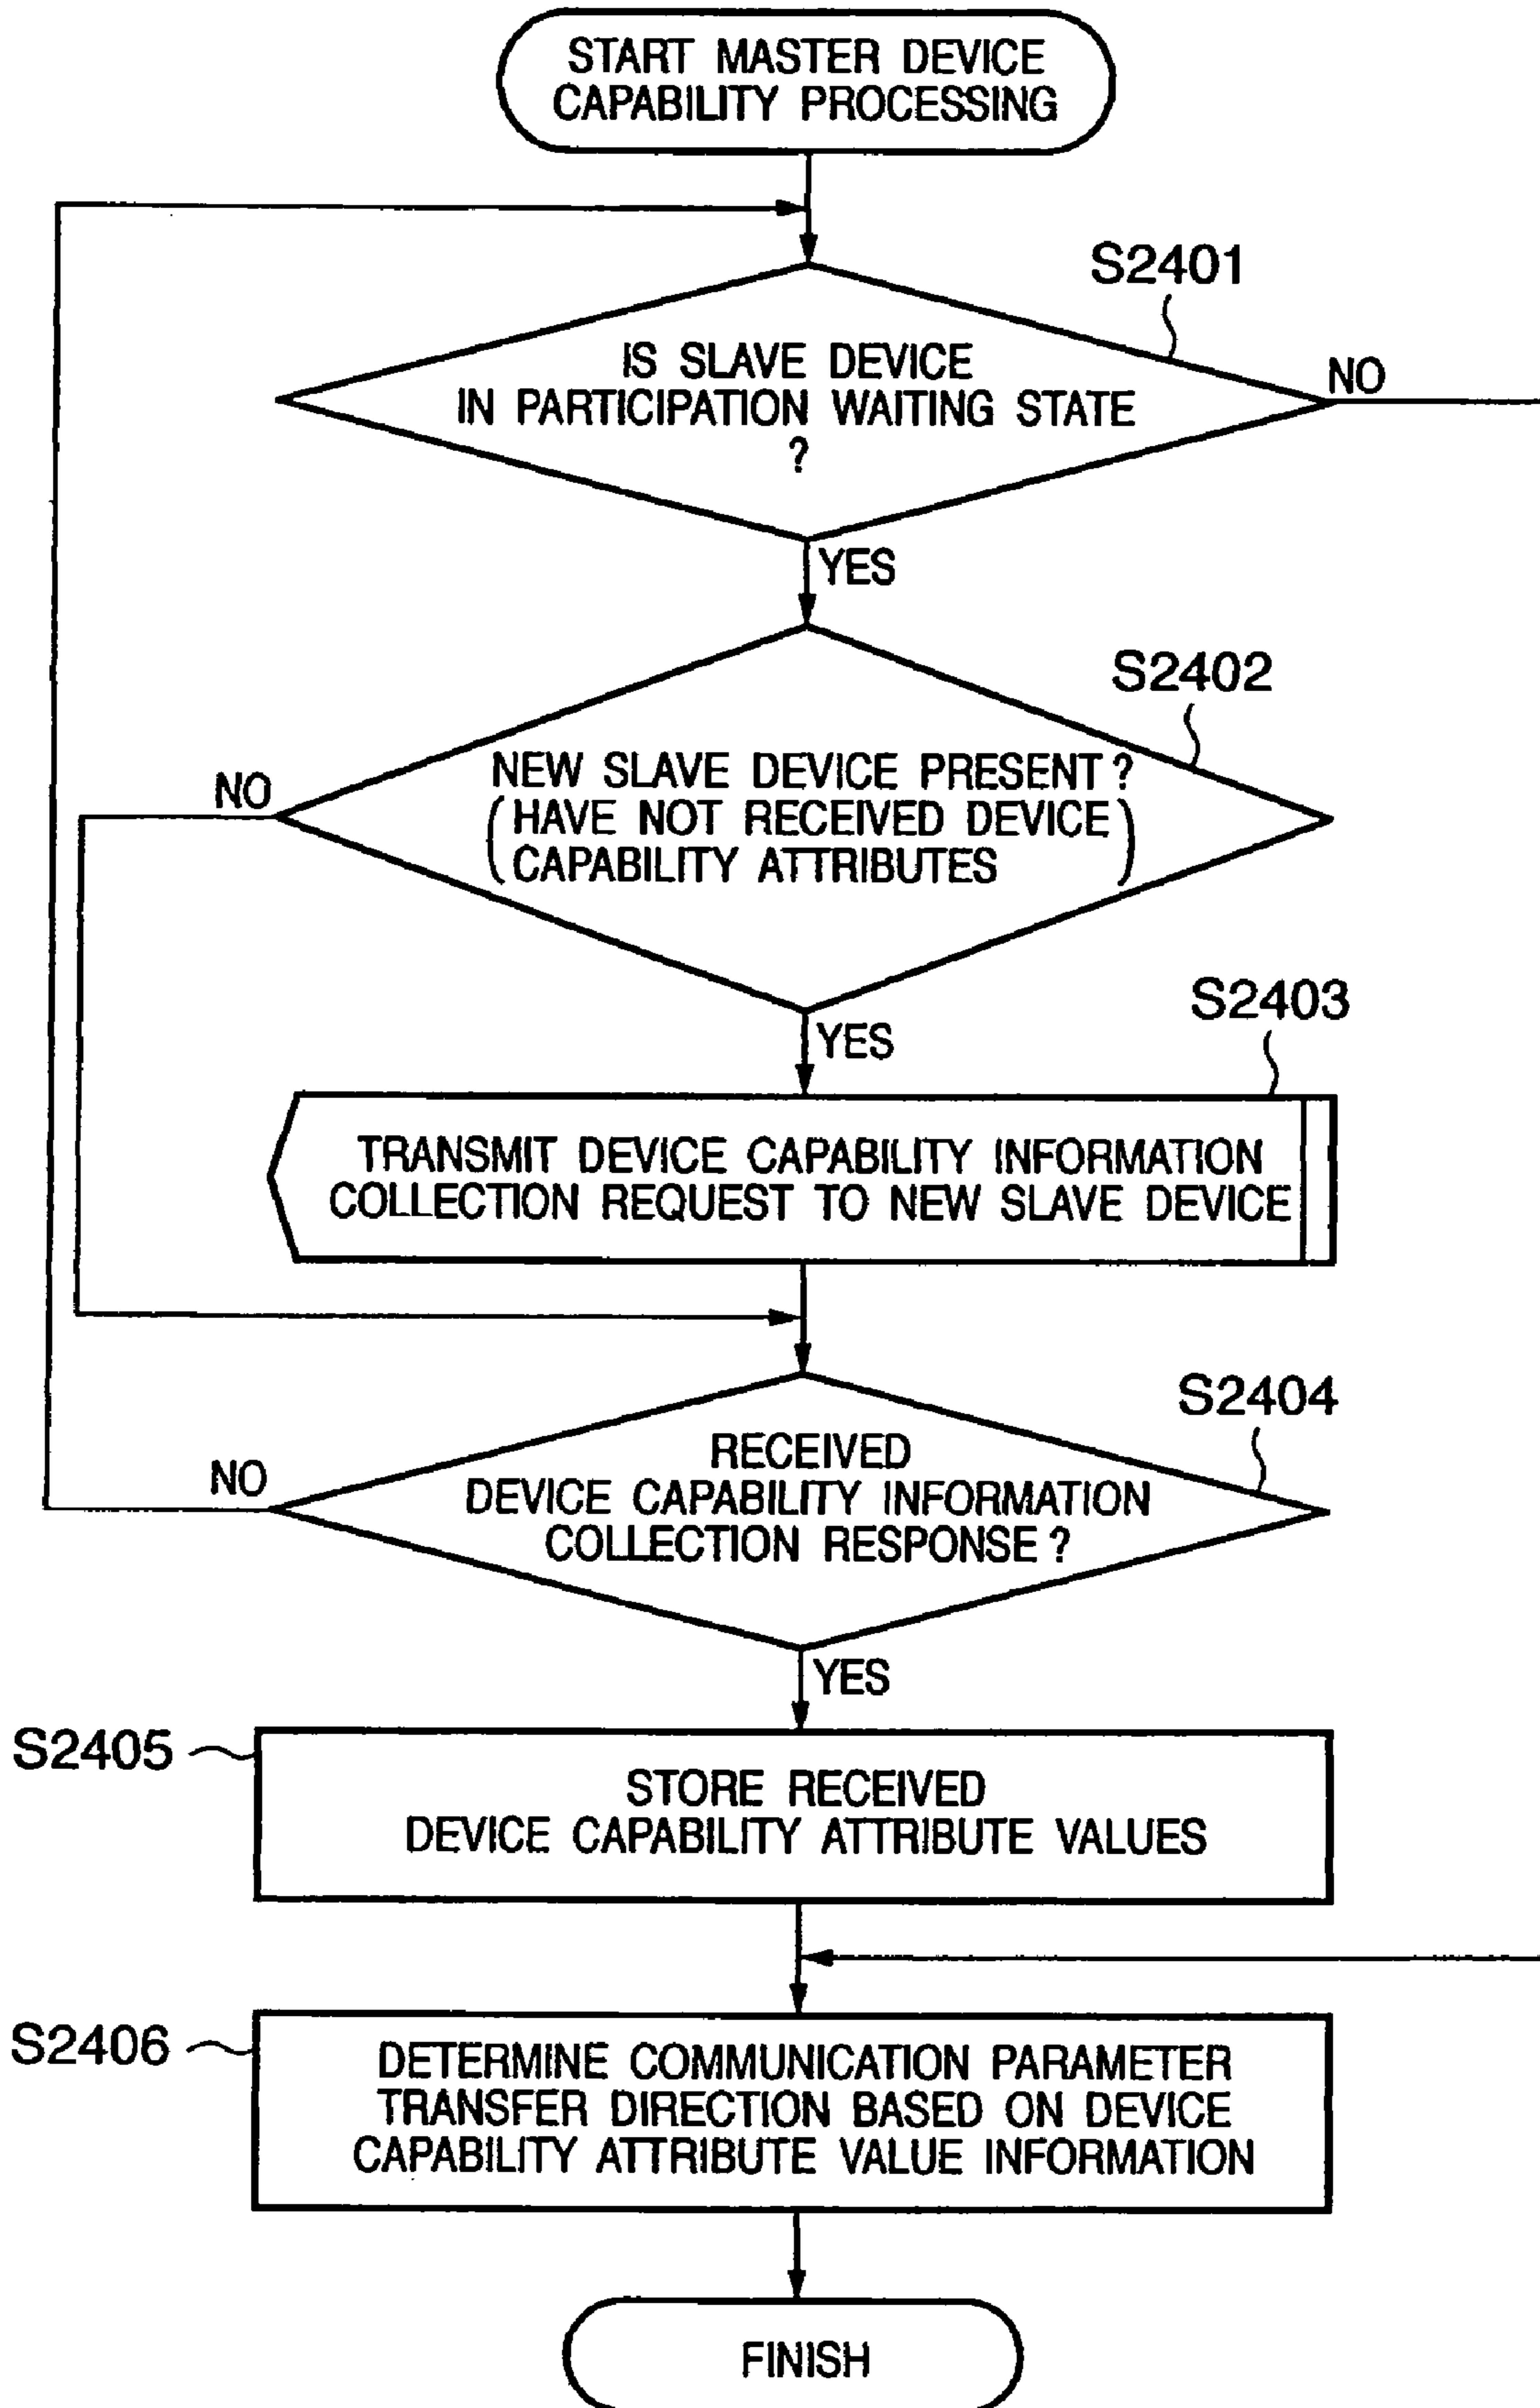 START MASTER DEVICE
CAPABILITY PROCESSING
S2401
IS SLAVE DEVICE
IN PARTICIPATION WAITING STATE
?
NO
YES
S2402
NEW SLAVE DEVICE PRESENT?
(HAVE NOT RECEIVED DEVICE
CAPABILITY ATTRIBUTES)
NO
YES
S2403
TRANSMIT DEVICE CAPABILITY INFORMATION
COLLECTION REQUEST TO NEW SLAVE DEVICE
S2404
RECEIVED
DEVICE CAPABILITY INFORMATION
COLLECTION RESPONSE?
NO
YES
S2405
STORE RECEIVED
DEVICE CAPABILITY ATTRIBUTE VALUES
S2406
DETERMINE COMMUNICATION PARAMETER
TRANSFER DIRECTION BASED ON DEVICE
CAPABILITY ATTRIBUTE VALUE INFORMATION
FINISH